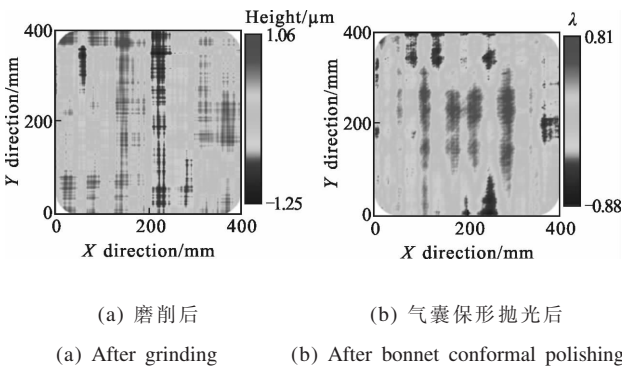 Height/μm
400
1.06
Y direction/mm
200
0
-1.25
0
200
400
X direction/mm
λ
400
0.81
Y direction/mm
200
0
-0.88
0
200
400
X direction/mm
(a) 磨削后
(b) 气囊保形抛光后
(a) After grinding
(b) After bonnet conformal polishing